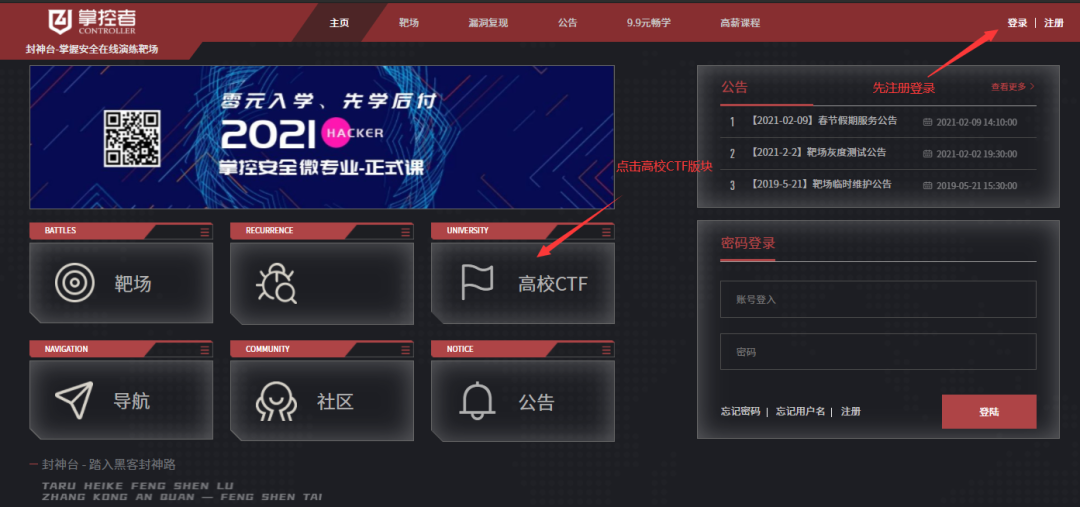 掌控者
CONTROLLER
主页 靶场 漏洞复现 公告 9.9元畅学 高薪课程
登录 | 注册
封神台-掌握安全在线演练靶场
零元入学、先学后付
2021 HACKER
掌控安全微专业-正式课
公告
先注册登录
查看更多 >
1 【2021-02-09】春节假期服务公告 2021-02-09 14:10:00
2 【2021-2-2】靶场灰度测试公告 2021-02-02 19:30:00
3 【2019-5-21】靶场临时维护公告 2019-05-21 15:30:00
点击高校CTF版块
BATTLES
靶场
RECURRENCE
UNIVERSITY
高校CTF
密码登录
账号登入
密码
忘记密码 | 忘记用户名 | 注册
登陆
NAVIGATION
导航
COMMUNITY
社区
NOTICE
公告
封神台 - 踏入黑客封神路
TARU HEIKE FENG SHEN LU
ZHANG KONG AN QUAN — FENG SHEN TAI